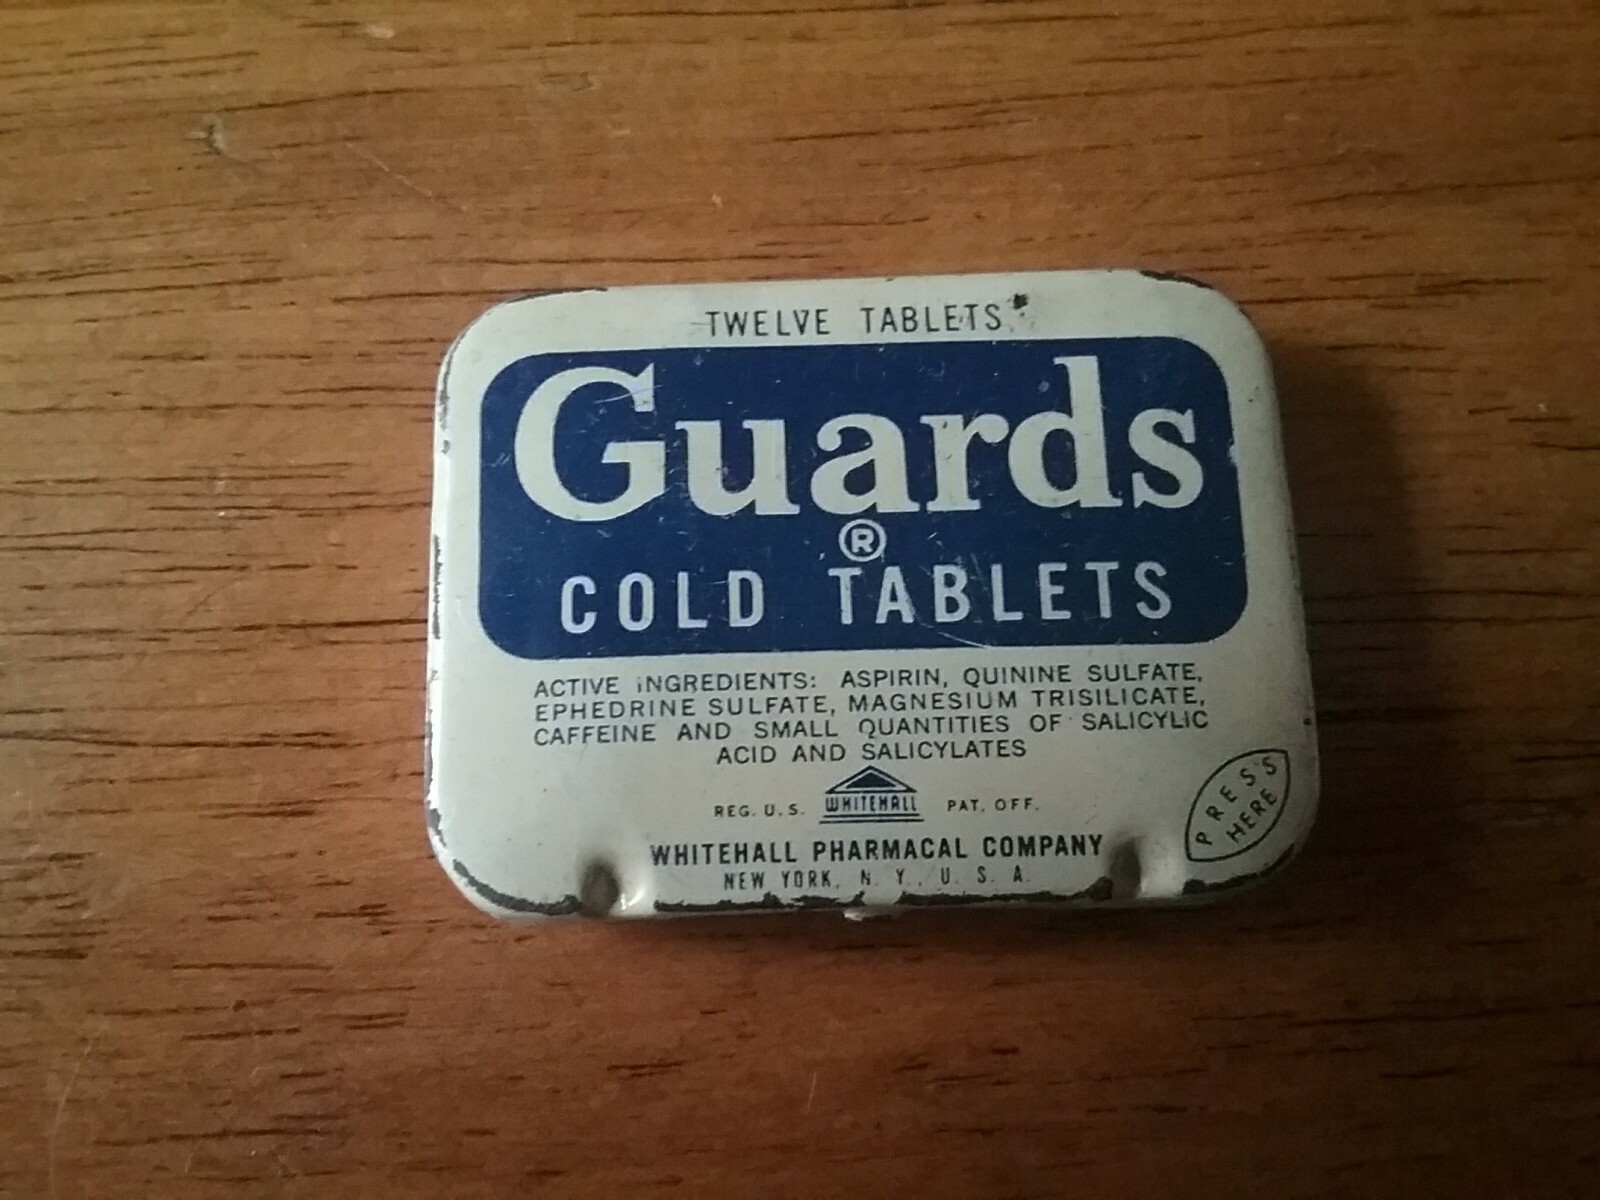 TWELVE TABLETS
Guards
®
COLD TABLETS
ACTIVE INGREDIENTS: ASPIRIN, QUININE SULFATE,
EPHEDRINE SULFATE, MAGNESIUM TRISILICATE,
CAFFEINE AND SMALL QUANTITIES OF SALICYLIC
ACID AND SALICYLATES
REG. U.S. WHITEHALL PAT. OFF.
PRESS
HERE
WHITEHALL PHARMACAL COMPANY
NEW YORK, N. Y., U. S. A.